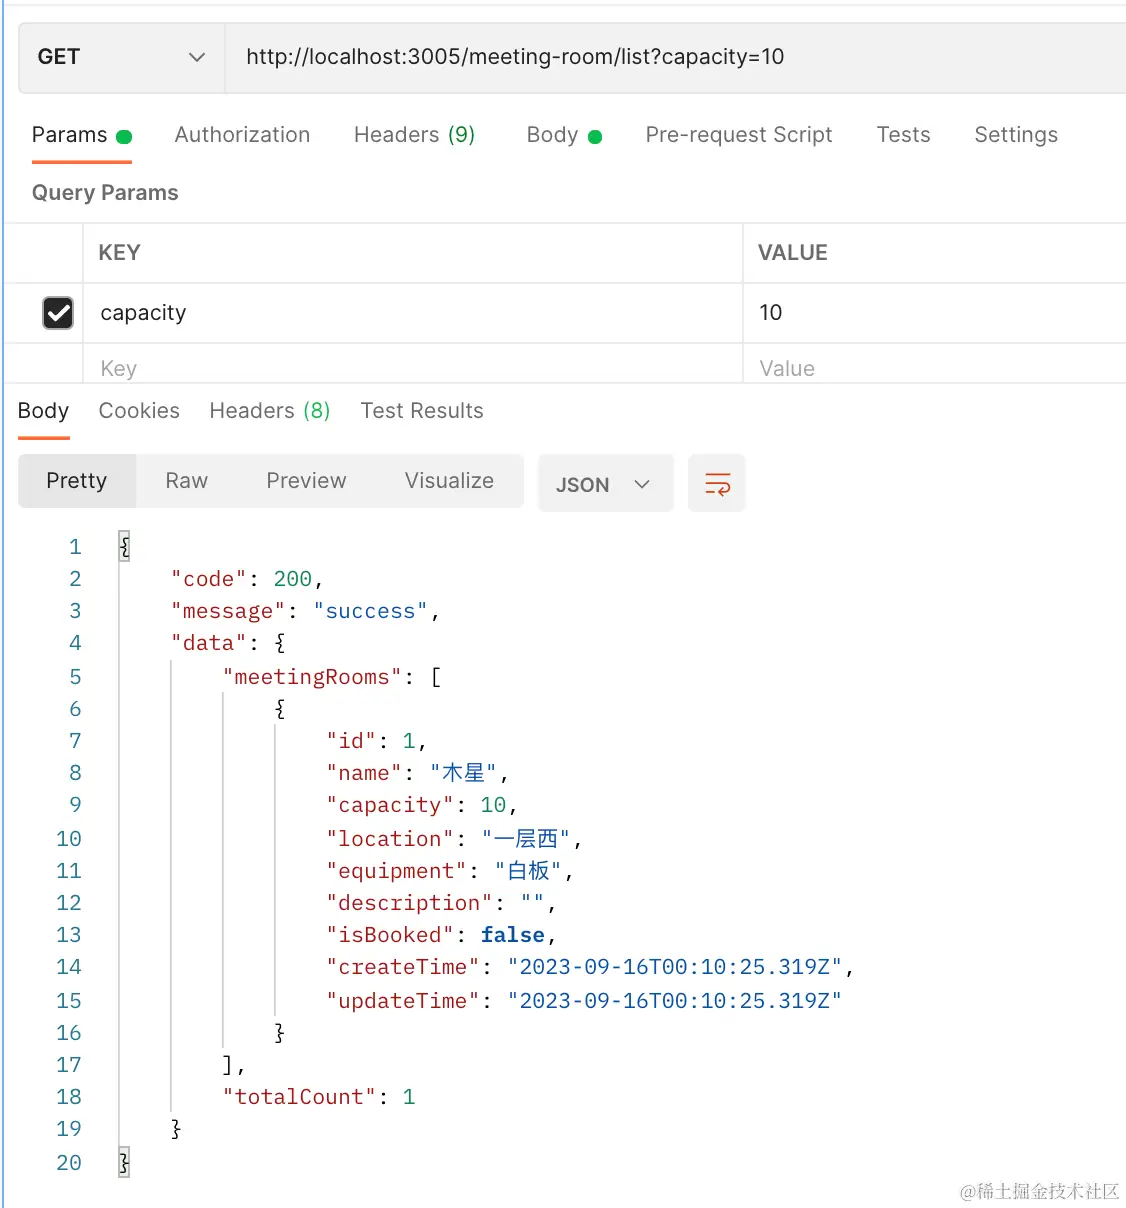 GET http://localhost:3005/meeting-room/list?capacity=10
Params Authorization Headers (9) Body Pre-request Script Tests Settings
Query Params
KEY VALUE
capacity 10
Key Value
Body Cookies Headers (8) Test Results
Pretty Raw Preview Visualize JSON
1 {
2 "code": 200,
3 "message": "success",
4 "data": {
5 "meetingRooms": [
6 {
7 "id": 1,
8 "name": "木星",
9 "capacity": 10,
10 "location": "一层西",
11 "equipment": "白板",
12 "description": "",
13 "isBooked": false,
14 "createTime": "2023-09-16T00:10:25.319Z",
15 "updateTime": "2023-09-16T00:10:25.319Z"
16 }
17 ],
18 "totalCount": 1
19 }
20 }
@稀土掘金技术社区